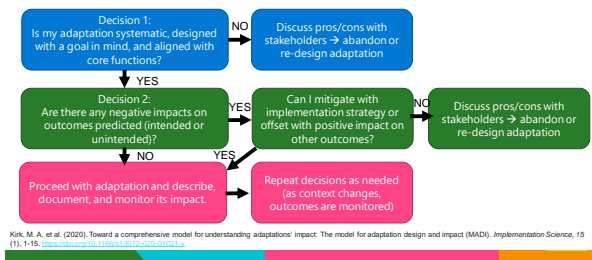 Decision 1:
Is my adaptation systematic, designed
with a goal in mind, and aligned with
core functions?
NO
Discuss pros/cons with
stakeholders → abandon or
re-design adaptation
YES
Decision 2:
Are there any negative impacts on
outcomes predicted (intended or
unintended)?
YES
Can I mitigate with
implementation strategy or
offset with positive impact on
other outcomes?
NO
Discuss pros/cons with
stakeholders → abandon or
re-design adaptation
NO
YES
Proceed with adaptation and describe,
document, and monitor its impact.
Repeat decisions as needed
(as context changes,
outcomes are monitored)
Kirk, M. A. et al. (2020). Toward a comprehensive model for understanding adaptations' impact: The model for adaptation design and impact (MADI). Implementation Science, 15
(1), 1-15. https://doi.org/10.1186/s13012-020-01021-y